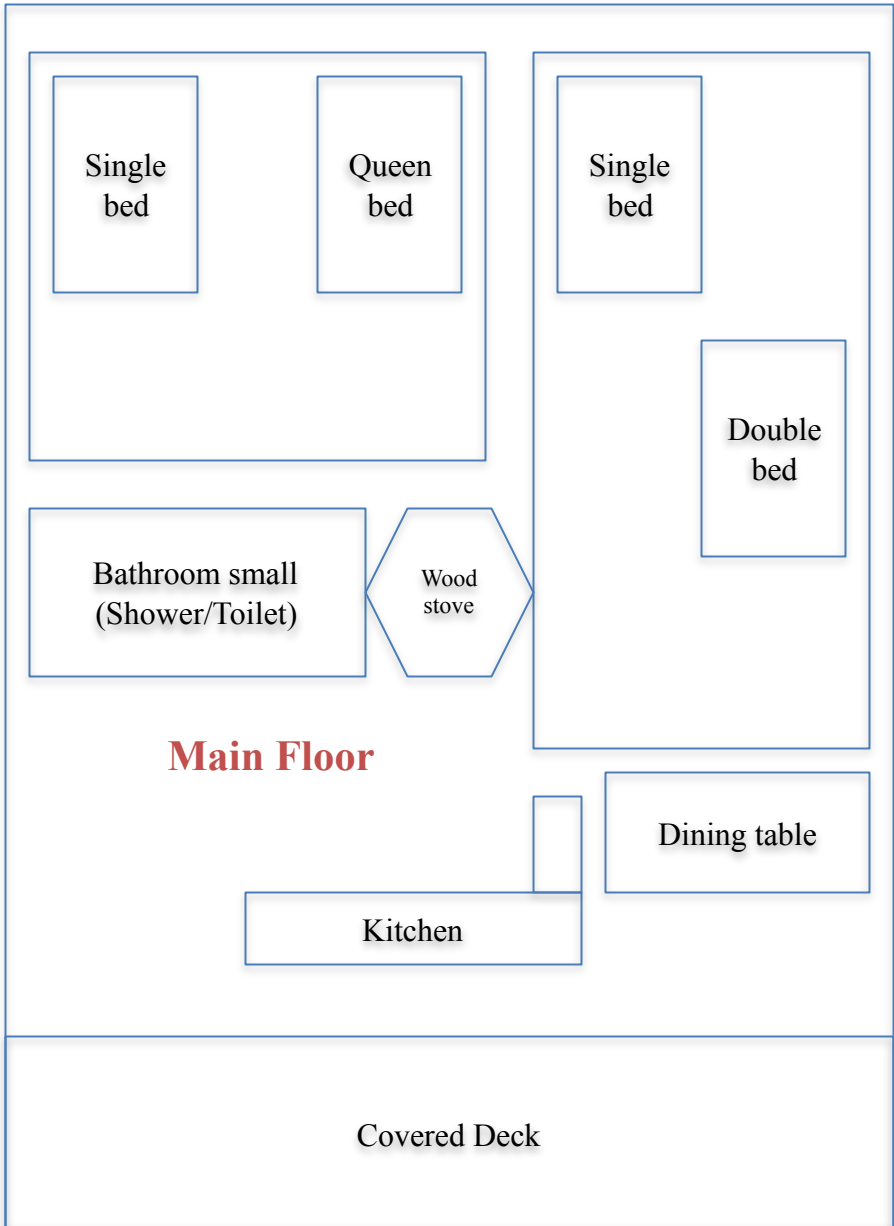 Single
bed
Queen
bed
Single
bed
Double
bed
Bathroom small
(Shower/Toilet)
Wood
stove
Main Floor
Dining table
Kitchen
Covered Deck